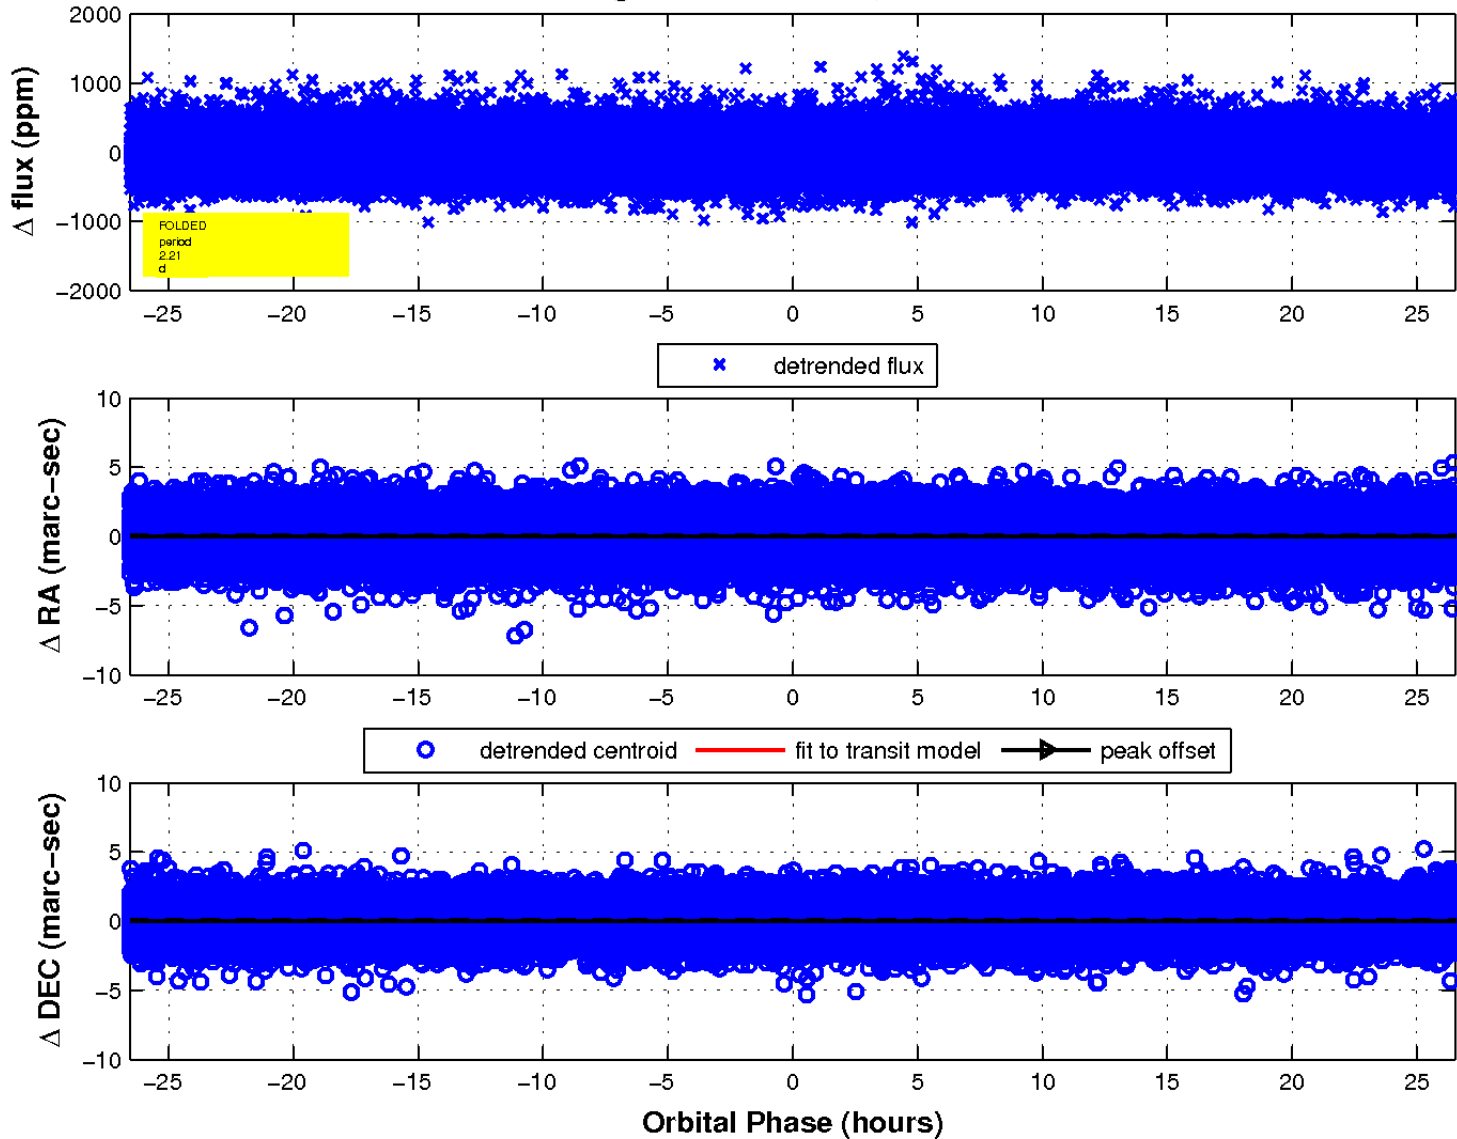 2000
1000
0
−1000
−2000
Δ flux (ppm)
FOLDED
period
2.21
d
−25 −20 −15 −10 −5 0 5 10 15 20 25
detrended flux
10
5
0
−5
−10
Δ RA (marc−sec)
−25 −20 −15 −10 −5 0 5 10 15 20 25
detrended centroid fit to transit model peak offset
10
5
0
−5
−10
Δ DEC (marc−sec)
−25 −20 −15 −10 −5 0 5 10 15 20 25
Orbital Phase (hours)